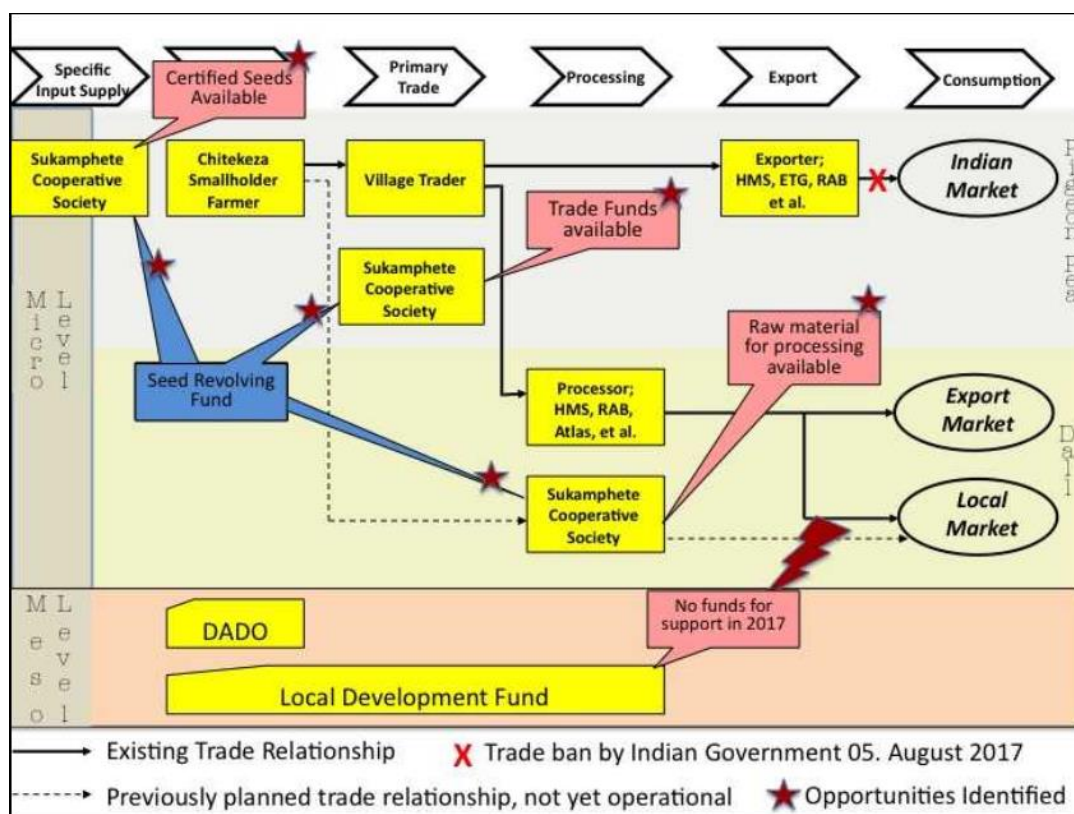 Specific
Input Supply
Primary
Trade
Processing
Export
Consumption
Certified Seeds
Available
Sukamphete
Cooperative
Society
Chitekeza
Smallholder
Farmer
Village Trader
Exporter;
HMS, ETG, RAB
et al.
X
Indian
Market
Pigeon Peas
Trade Funds
available
Sukamphete
Cooperative
Society
Micro
Level
Seed Revolving
Fund
Raw material
for processing
available
Processor;
HMS, RAB,
Atlas, et al.
Export
Market
Dall
Sukamphete
Cooperative
Society
Local
Market
Meso
Level
No funds for
support in 2017
DADO
Local Development Fund
Existing Trade Relationship
X Trade ban by Indian Government 05. August 2017
Previously planned trade relationship, not yet operational
Opportunities Identified